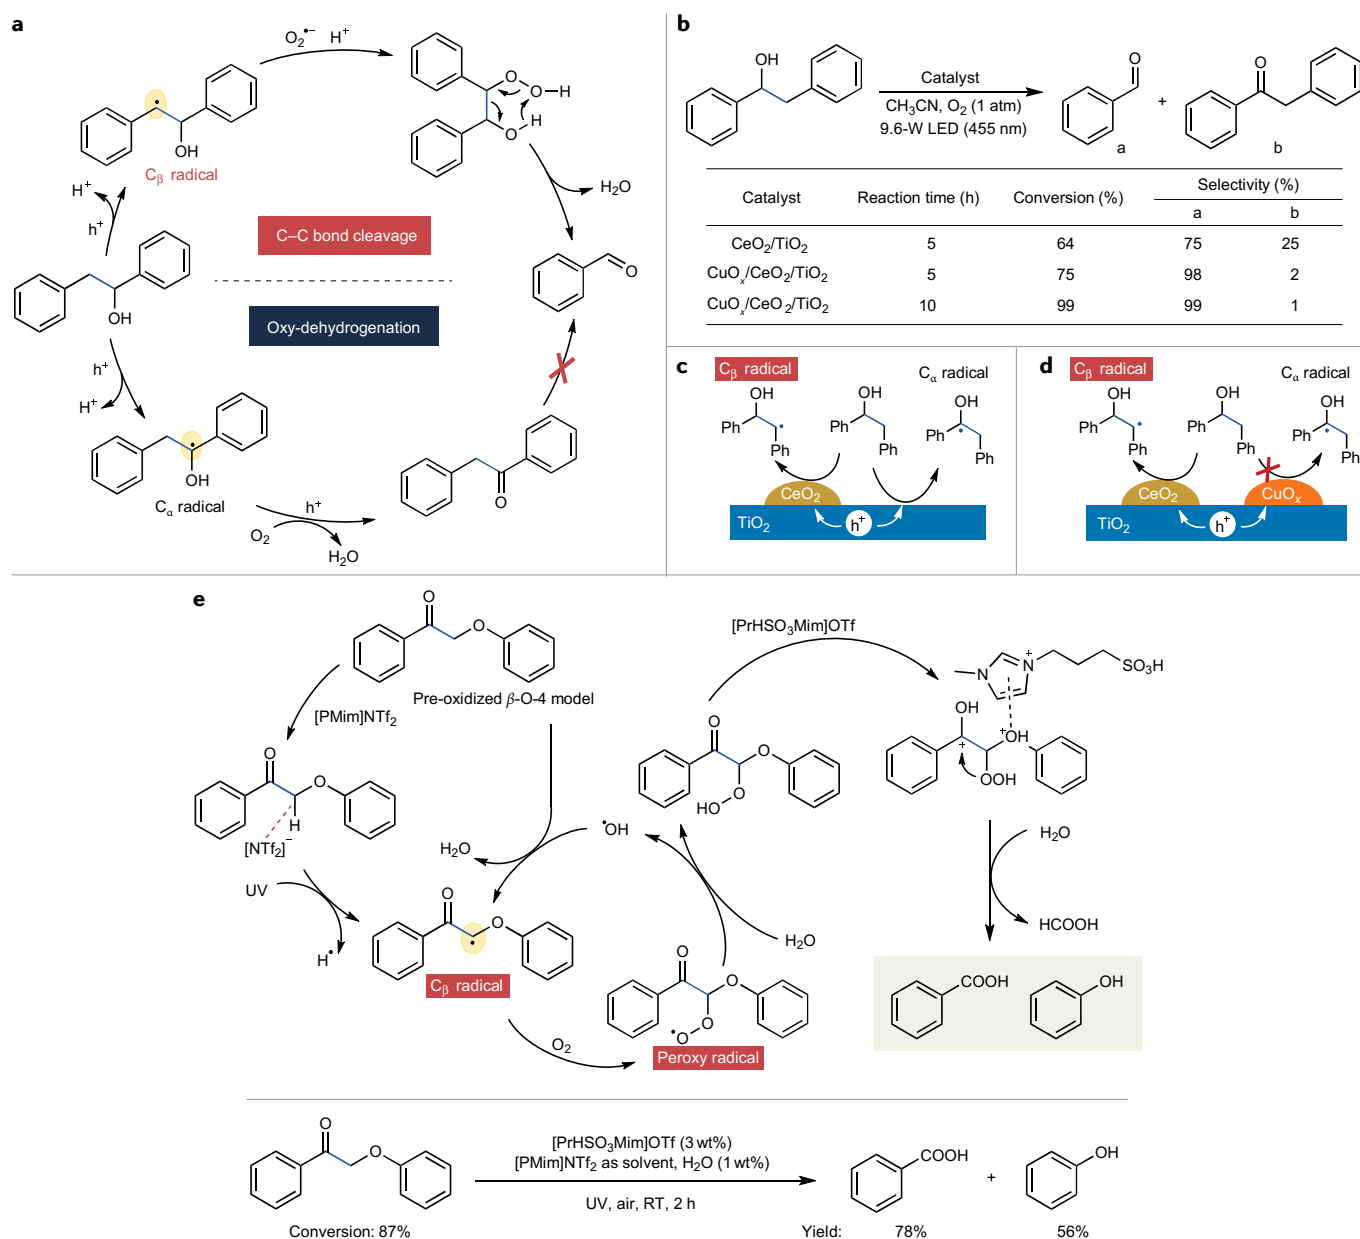 a
O₂•⁻ H⁺
O
O–H
H
O
OH
Cβ radical
H⁺
h⁺
H₂O
C–C bond cleavage
OH
O
Oxy-dehydrogenation
h⁺
H⁺
OH
Cα radical
h⁺
O₂
H₂O
O
b
OH
Catalyst
CH₃CN, O₂ (1 atm)
9.6-W LED (455 nm)
O
+
O
a
b
Catalyst Reaction time (h) Conversion (%) Selectivity (%)
a b
CeO₂/TiO₂ 5 64 75 25
CuOₓ/CeO₂/TiO₂ 5 75 98 2
CuOₓ/CeO₂/TiO₂ 10 99 99 1
c
Cβ radical
Cα radical
OH
OH
OH
Ph
Ph
Ph
Ph
Ph
Ph
CeO₂
TiO₂
h⁺
d
Cβ radical
Cα radical
OH
OH
OH
Ph
Ph
Ph
Ph
Ph
Ph
CeO₂
CuOₓ
TiO₂
h⁺
e
O
O
Pre-oxidized β-O-4 model
[PMim]NTf₂
O
O
H
[NTf₂]⁻
UV
H•
H₂O
•OH
O
O
Cβ radical
O₂
O
O
O
•O
Peroxy radical
H₂O
O
O
O
HO
[PrHSO₃Mim]OTf
N
N
+
SO₃H
OH
+
+
OH
OOH
H₂O
HCOOH
COOH
OH
O
O
[PrHSO₃Mim]OTf (3 wt%)
[PMim]NTf₂ as solvent, H₂O (1 wt%)
UV, air, RT, 2 h
COOH
+
OH
Conversion: 87%
Yield: 78% 56%